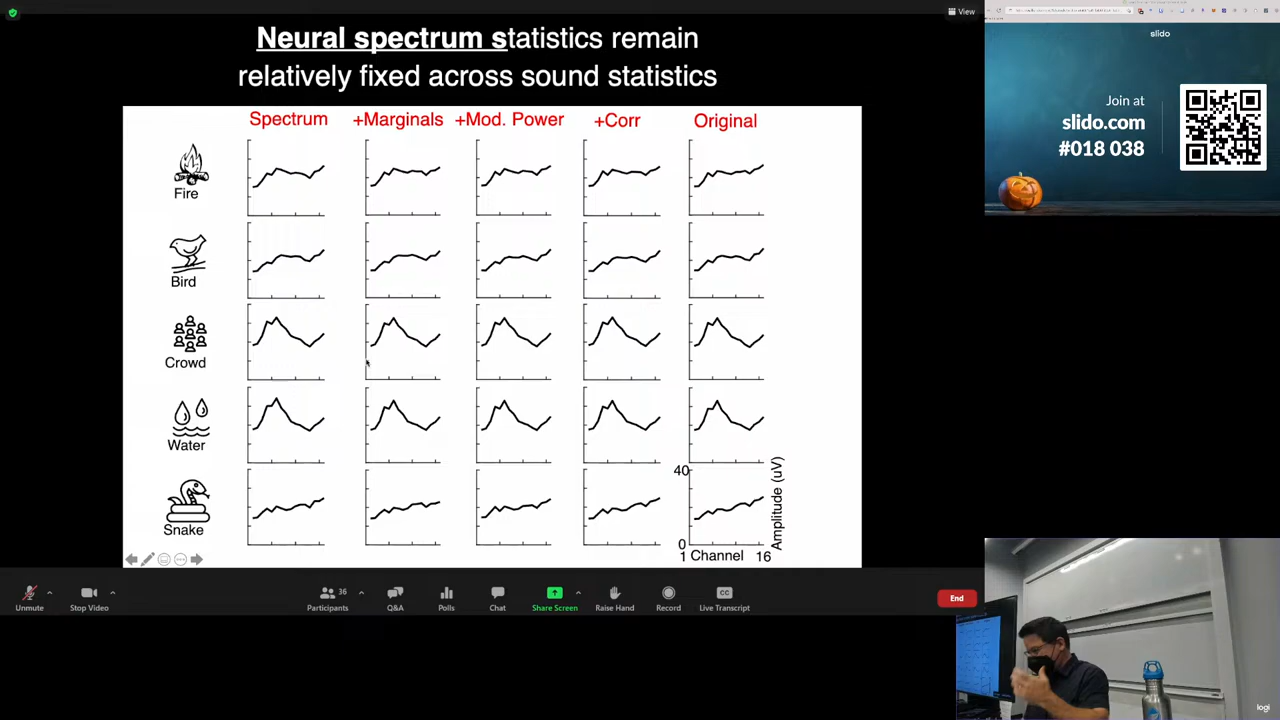 View
Neural spectrum statistics remain
relatively fixed across sound statistics
Spectrum
+Marginals
+Mod. Power
+Corr
Original
Fire
Bird
Crowd
Water
Snake
40
0
1 Channel 16
Amplitude (uV)
Unmute
Stop Video
36
Participants
Q&A
Polls
Chat
Share Screen
Raise Hand
Record
CC
Live Transcript
End
slido
Join at
slido.com
#018 038
logi